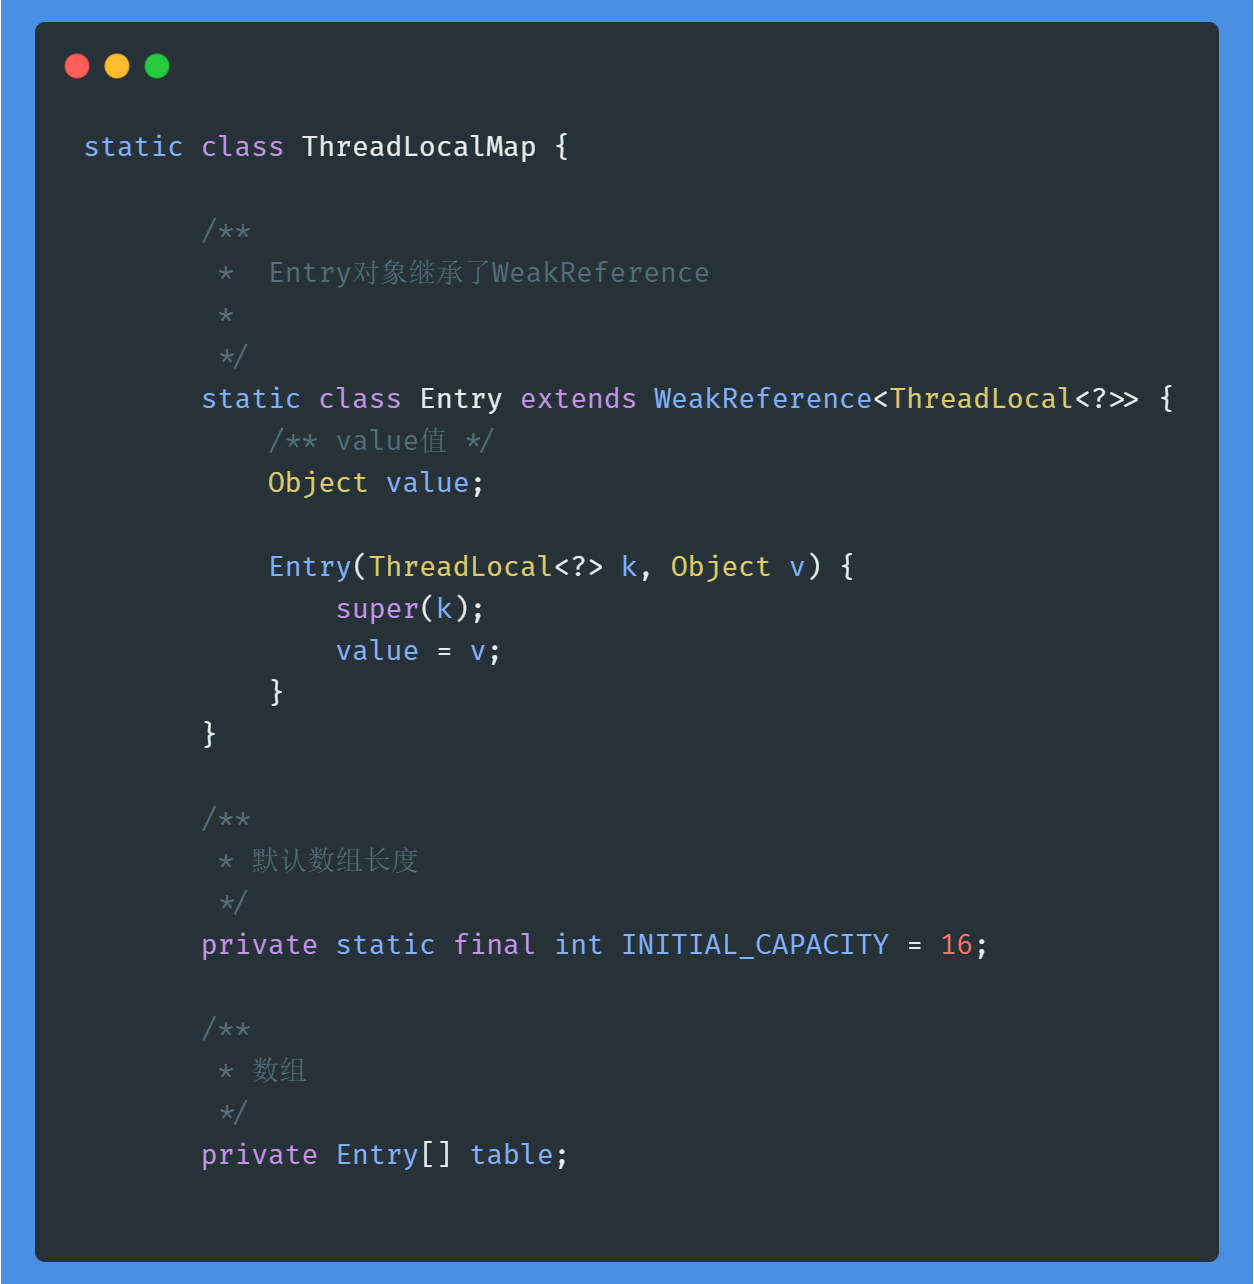 static class ThreadLocalMap {
/**
*  Entry对象继承了WeakReference
*
*/
static class Entry extends WeakReference<ThreadLocal<?>> {
/** value值 */
Object value;
Entry(ThreadLocal<?> k, Object v) {
super(k);
value = v;
}
}
/**
* 默认数组长度
*/
private static final int INITIAL_CAPACITY = 16;
/**
* 数组
*/
private Entry[] table;